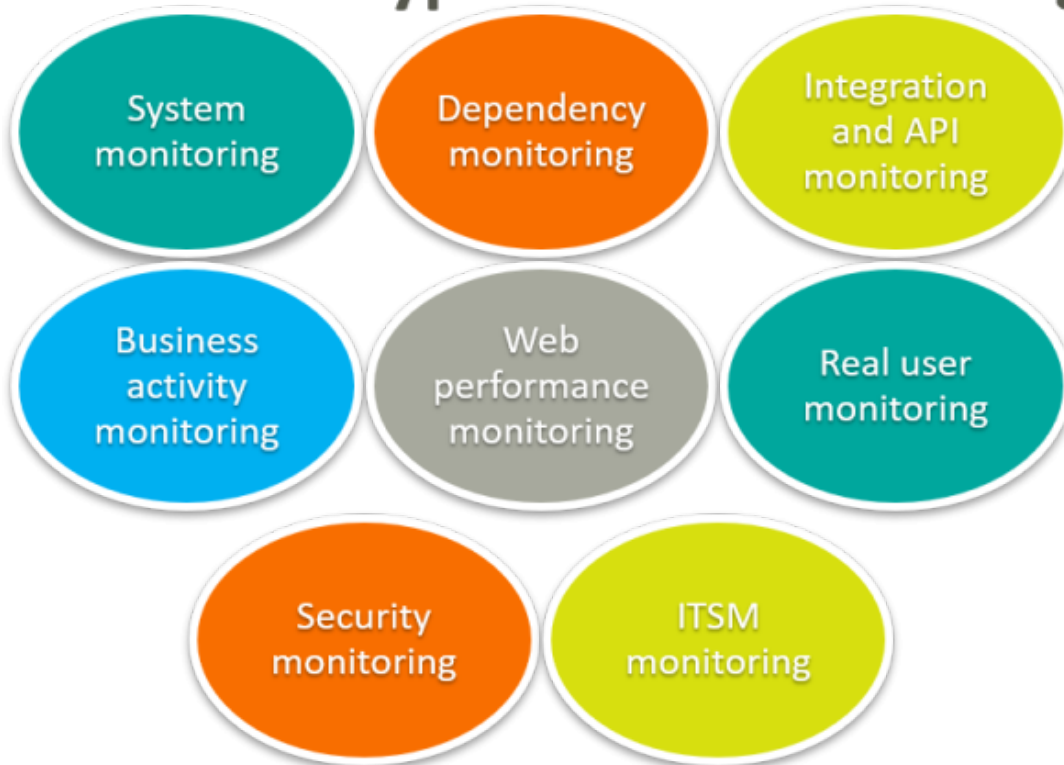 System
monitoring
Dependency
monitoring
Integration
and API
monitoring
Business
activity
monitoring
Web
performance
monitoring
Real user
monitoring
Security
monitoring
ITSM
monitoring